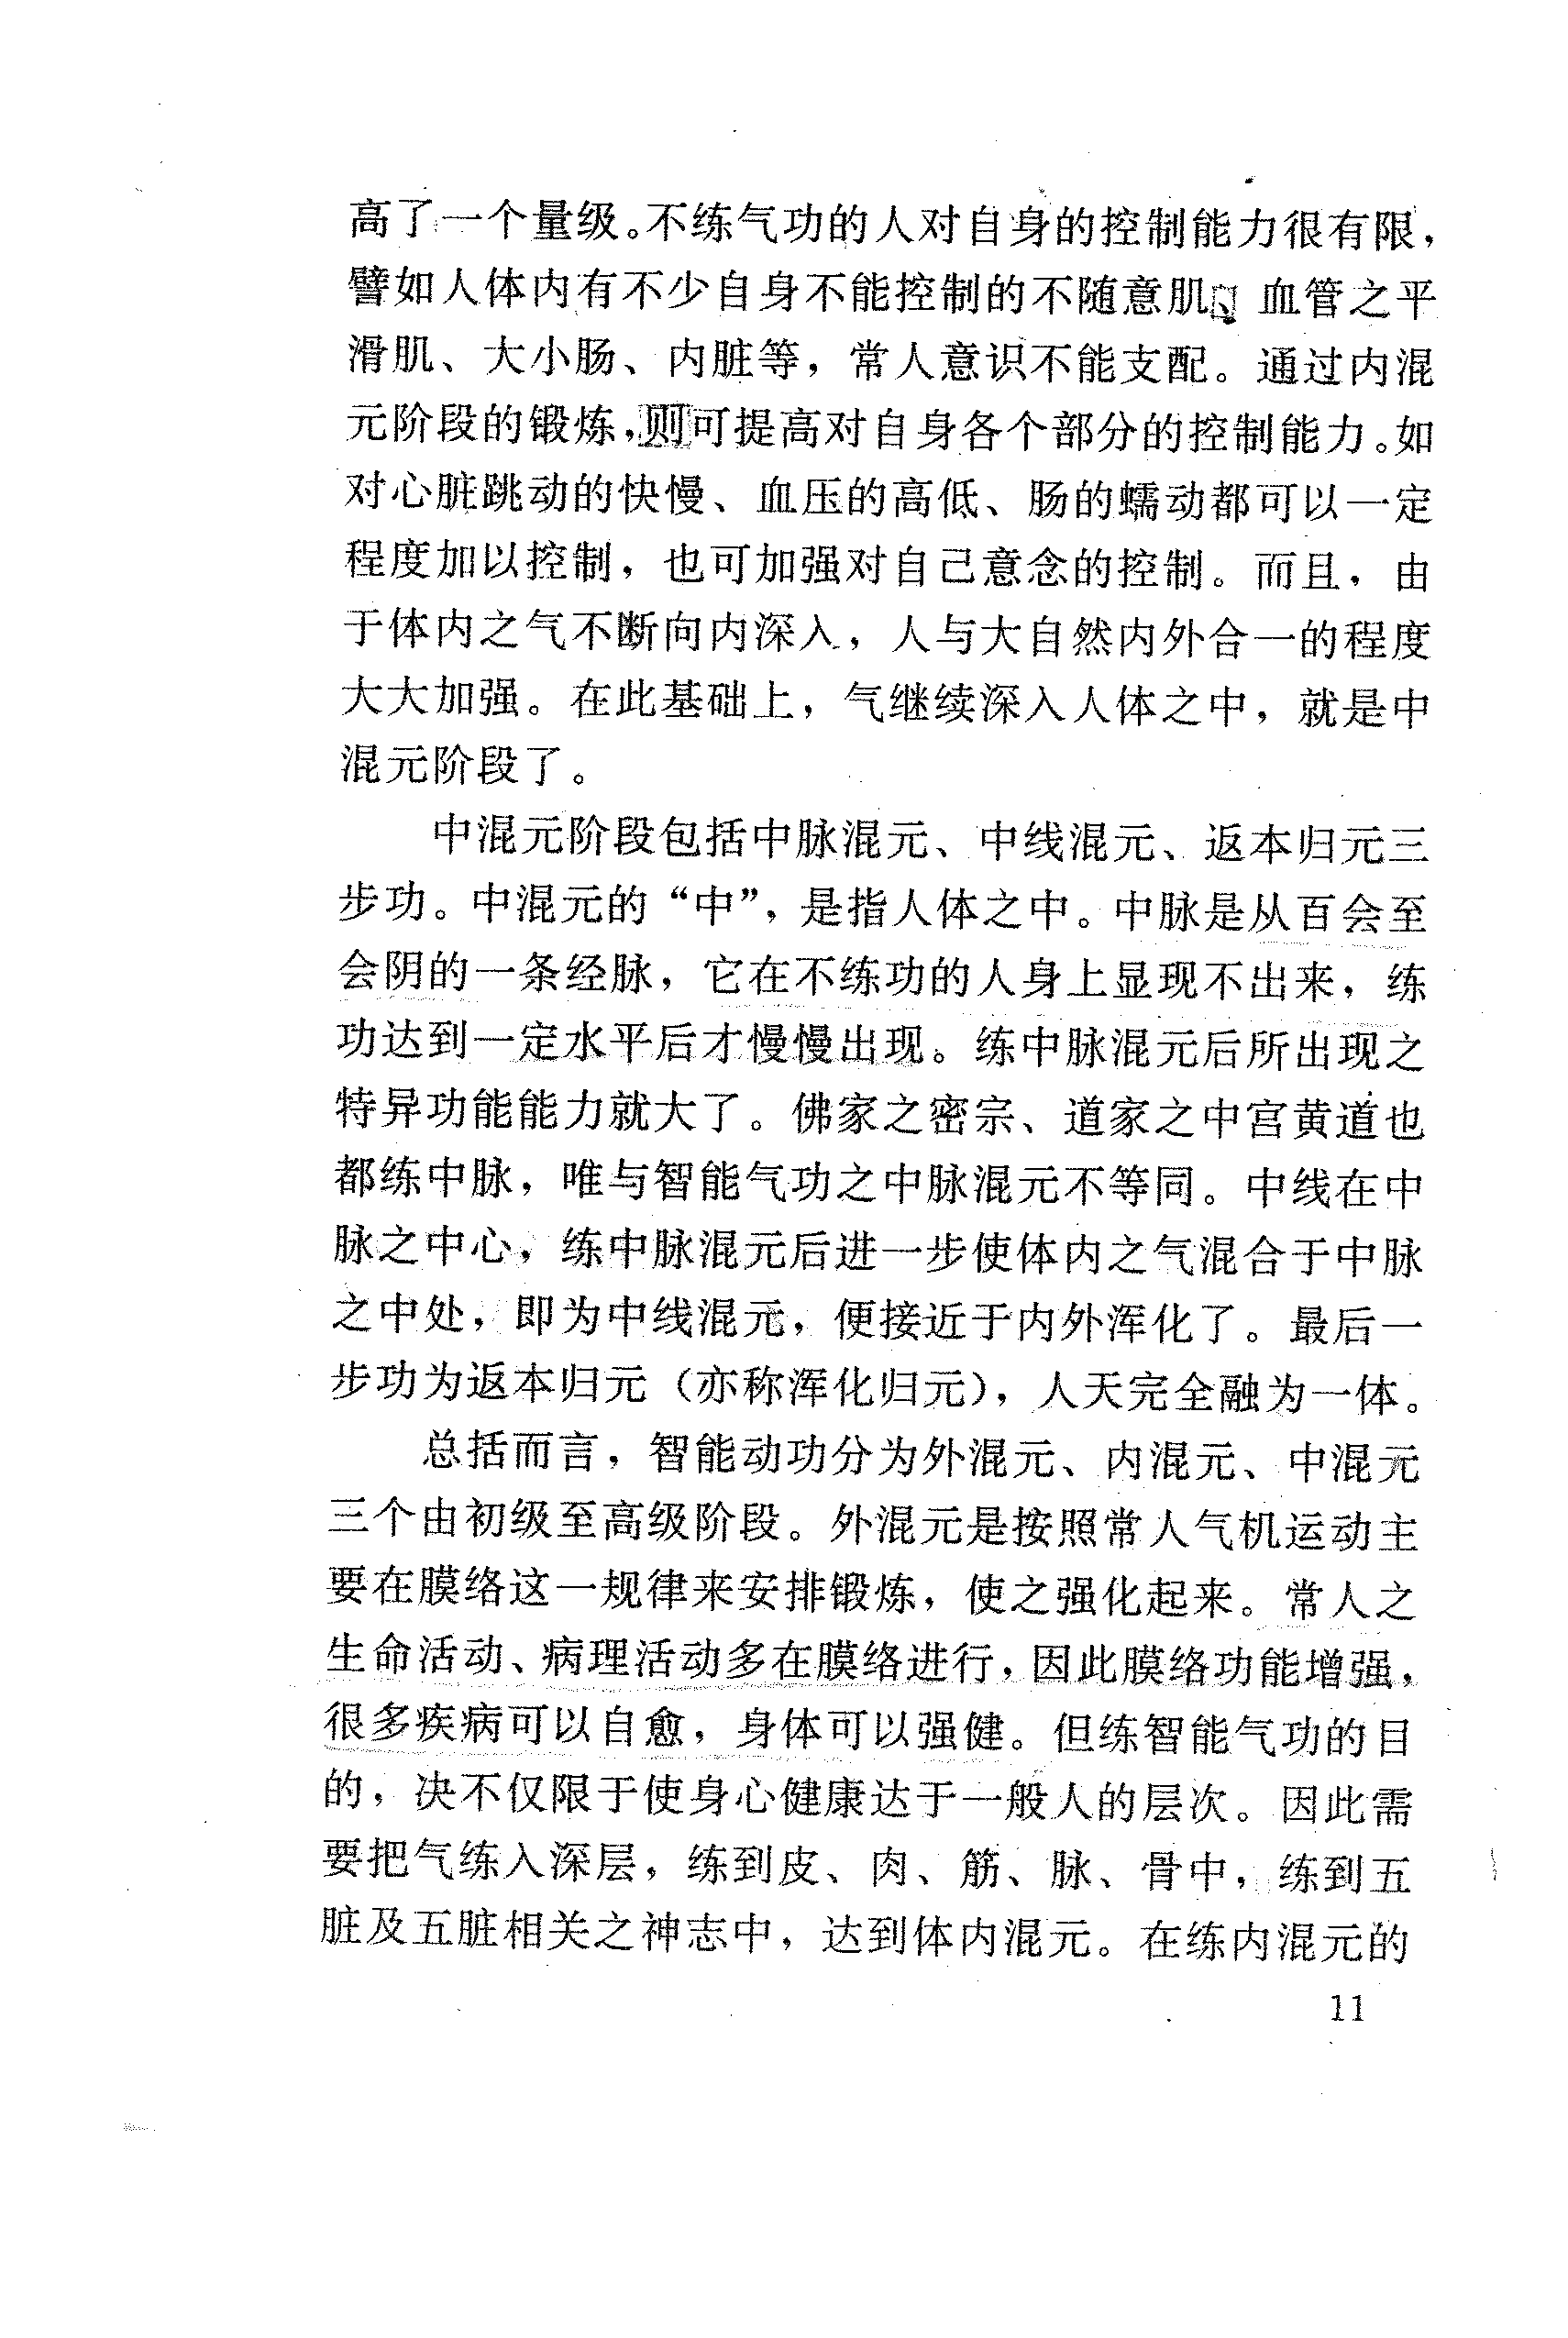 高了一个量级。不练气功的人对自身的控制能力很有限，
譬如人体内有不少自身不能控制的不随意肌、血管之平
滑肌、大小肠、内脏等，常人意识不能支配。通过内混
元阶段的锻炼，则可提高对自身各个部分的控制能力。如
对心脏跳动的快慢、血压的高低、肠的蠕动都可以一定
程度加以控制，也可加强对自己意念的控制。而且，由
于体内之气不断向内深入，人与大自然内外合一的程度
大大加强。在此基础上，气继续深入人体之中，就是中
混元阶段了。
中混元阶段包括中脉混元、中线混元、返本归元三
步功。中混元的“中”，是指人体之中。中脉是从百会至
会阴的一条经脉，它在不练功的人身上显现不出来，练
功达到一定水平后才慢慢出现。练中脉混元后所出现之
特异功能能力就大了。佛家之密宗、道家之中宫黄道也
都练中脉，唯与智能气功之中脉混元不等同。中线在中
脉之中心，练中脉混元后进一步使体内之气混合于中脉
之中处，即为中线混元，便接近于内外浑化了。最后一
步功为返本归元（亦称浑化归元），人天完全融为一体。
总括而言，智能动功分为外混元、内混元、中混元
三个由初级至高级阶段。外混元是按照常人气机运动主
要在膜络这一规律来安排锻炼，使之强化起来。常人之
生命活动、病理活动多在膜络进行，因此膜络功能增强，
很多疾病可以自愈，身体可以强健。但练智能气功的目
的，决不仅限于使身心健康达于一般人的层次。因此需
要把气练入深层，练到皮、肉、筋、脉、骨中，练到五
脏及五脏相关之神志中，达到体内混元。在练内混元的
11